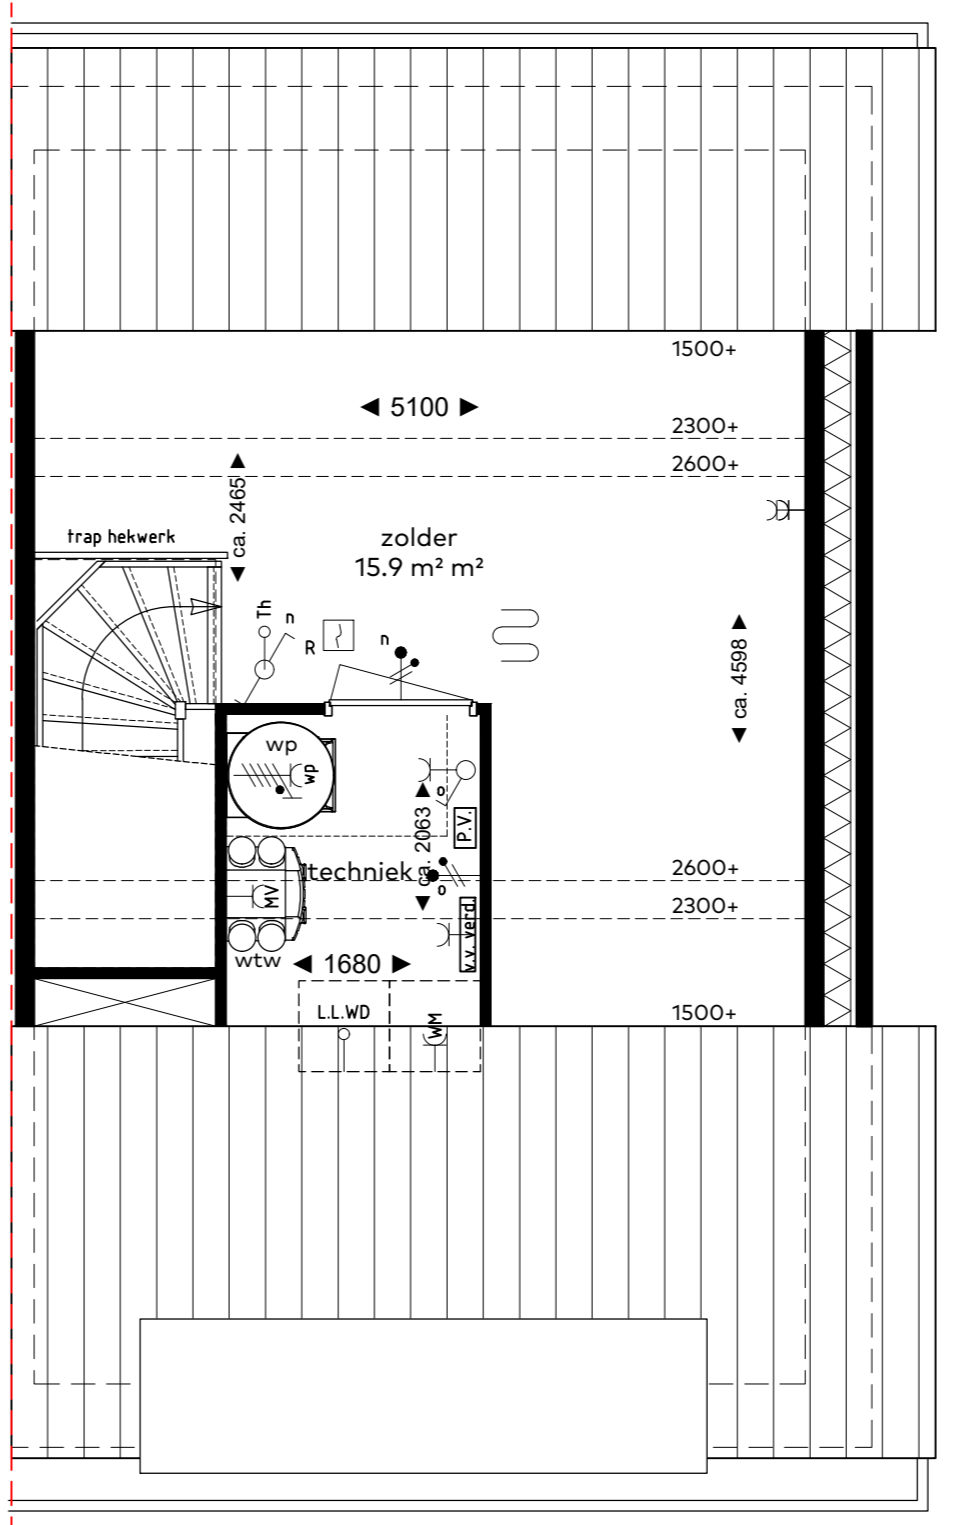 1500+
◄ 5100 ►
2300+
2600+
◄ ca. 2465 ►
trap hekwerk
zolder
15.9 m² m²
Th
n
R
n
◄ ca. 4598 ►
wp
wp
o
P.V.
◄ ca. 2063 ►
techniek
2600+
o
MV
2300+
v.v. verd.
wtw
◄ 1680 ►
L.L.WD
WM
1500+